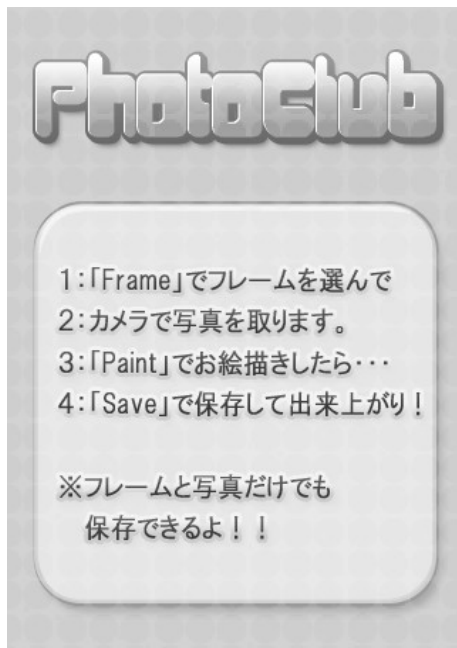 PhotoClub
1:「Frame」でフレームを選んで
2:カメラで写真を取ります。
3:「Paint」でお絵描きしたら・・・
4:「Save」で保存して出来上がり！
※フレームと写真だけでも
保存できるよ！！